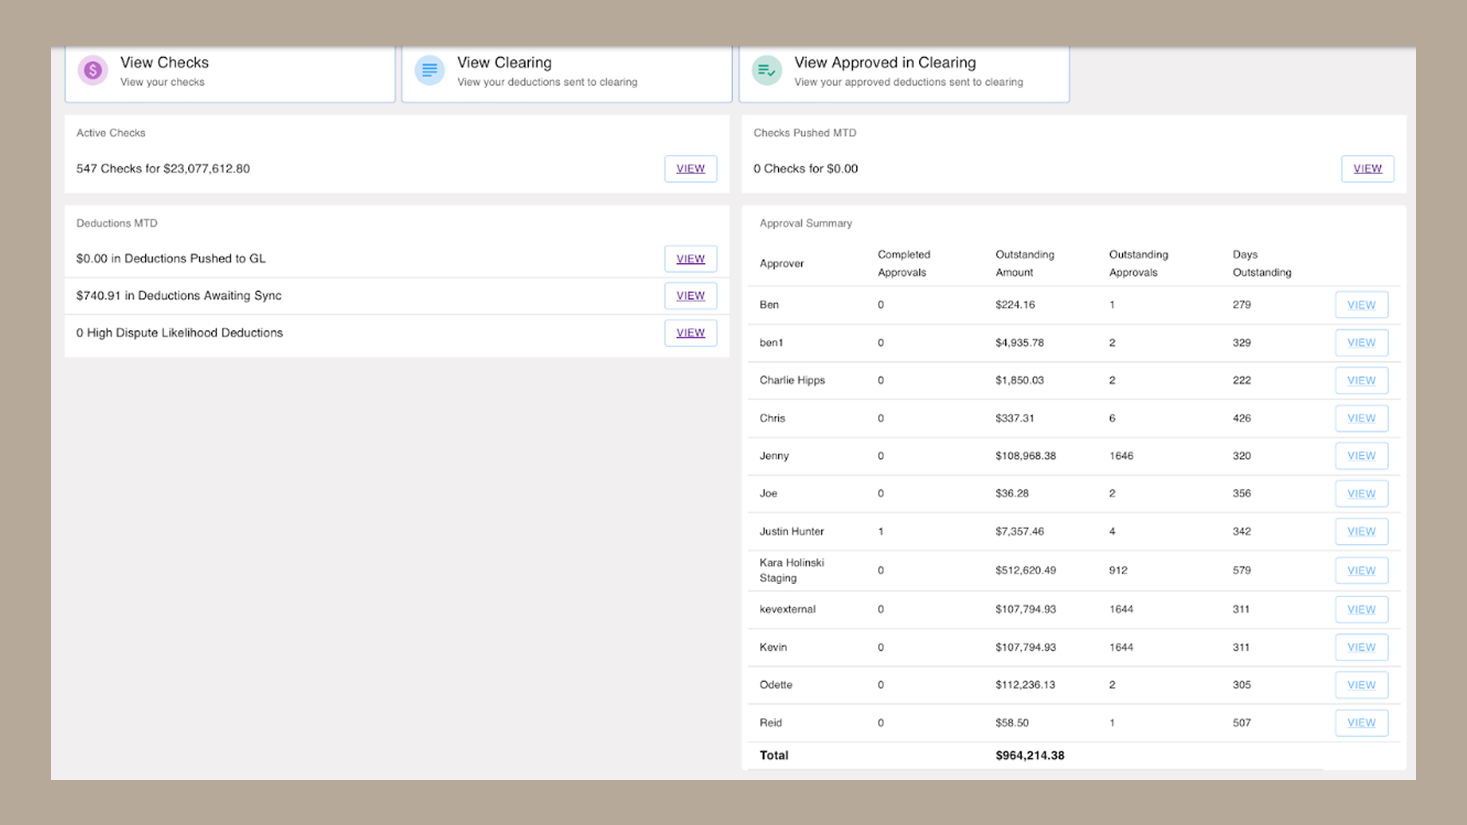 View Checks
View your checks
View Clearing
View your deductions sent to clearing
View Approved in Clearing
View your approved deductions sent to clearing
Active Checks
547 Checks for $23,077,612.80 VIEW
Checks Pushed MTD
0 Checks for $0.00 VIEW
Deductions MTD
$0.00 in Deductions Pushed to GL VIEW
$740.91 in Deductions Awaiting Sync VIEW
0 High Dispute Likelihood Deductions VIEW
Approval Summary
Approver Completed Approvals Outstanding Amount Outstanding Approvals Days Outstanding
Ben 0 $224.16 1 279 VIEW
ben1 0 $4,935.78 2 329 VIEW
Charlie Hipps 0 $1,850.03 2 222 VIEW
Chris 0 $337.31 6 426 VIEW
Jenny 0 $108,968.38 1646 320 VIEW
Joe 0 $36.28 2 356 VIEW
Justin Hunter 1 $7,357.46 4 342 VIEW
Kara Holinski Staging 0 $512,620.49 912 579 VIEW
kevexternal 0 $107,794.93 1644 311 VIEW
Kevin 0 $107,794.93 1644 311 VIEW
Odette 0 $112,236.13 2 305 VIEW
Reid 0 $58.50 1 507 VIEW
Total $964,214.38